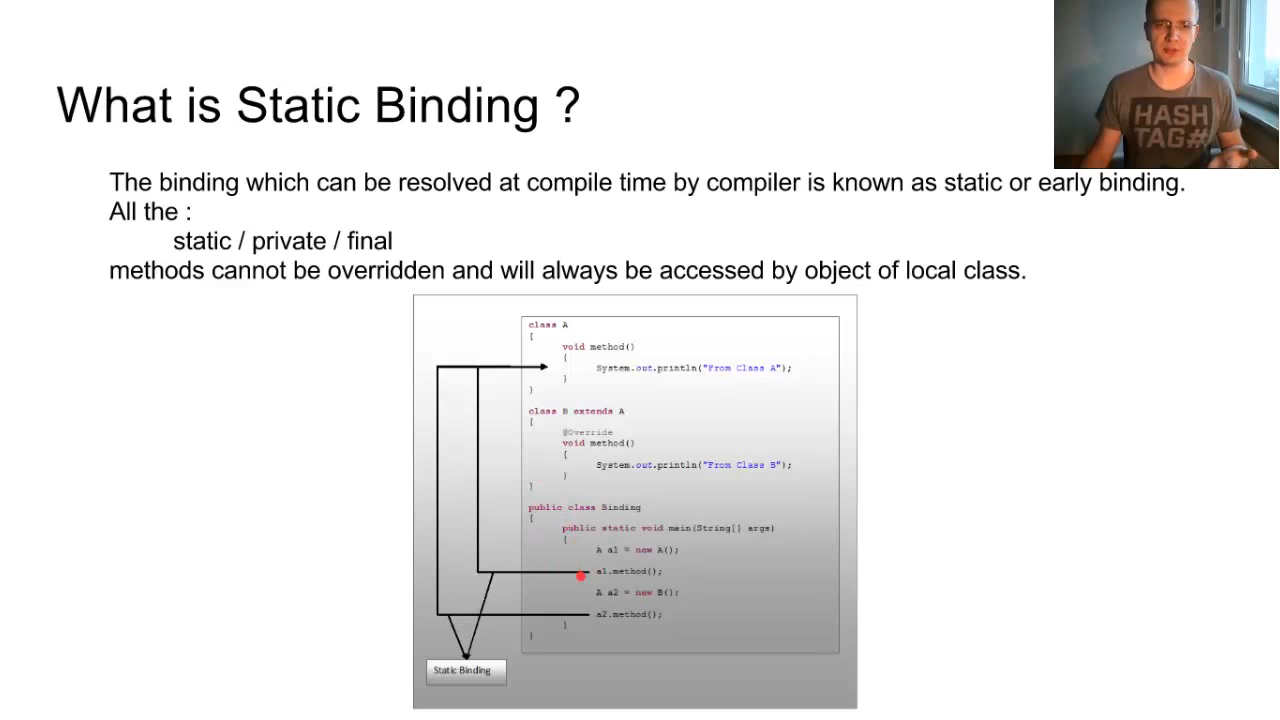 What is Static Binding ?
HASH
TAG#
The binding which can be resolved at compile time by compiler is known as static or early binding.
All the :
static / private / final
methods cannot be overridden and will always be accessed by object of local class.
class A
{
void method()
{
System.out.println("From Class A");
}
}
class B extends A
{
@Override
void method()
{
System.out.println("From Class B");
}
}
public class Binding
{
public static void main(String[] args)
{
A a1 = new A();
a1.method();
A a2 = new B();
a2.method();
}
}
Static Binding